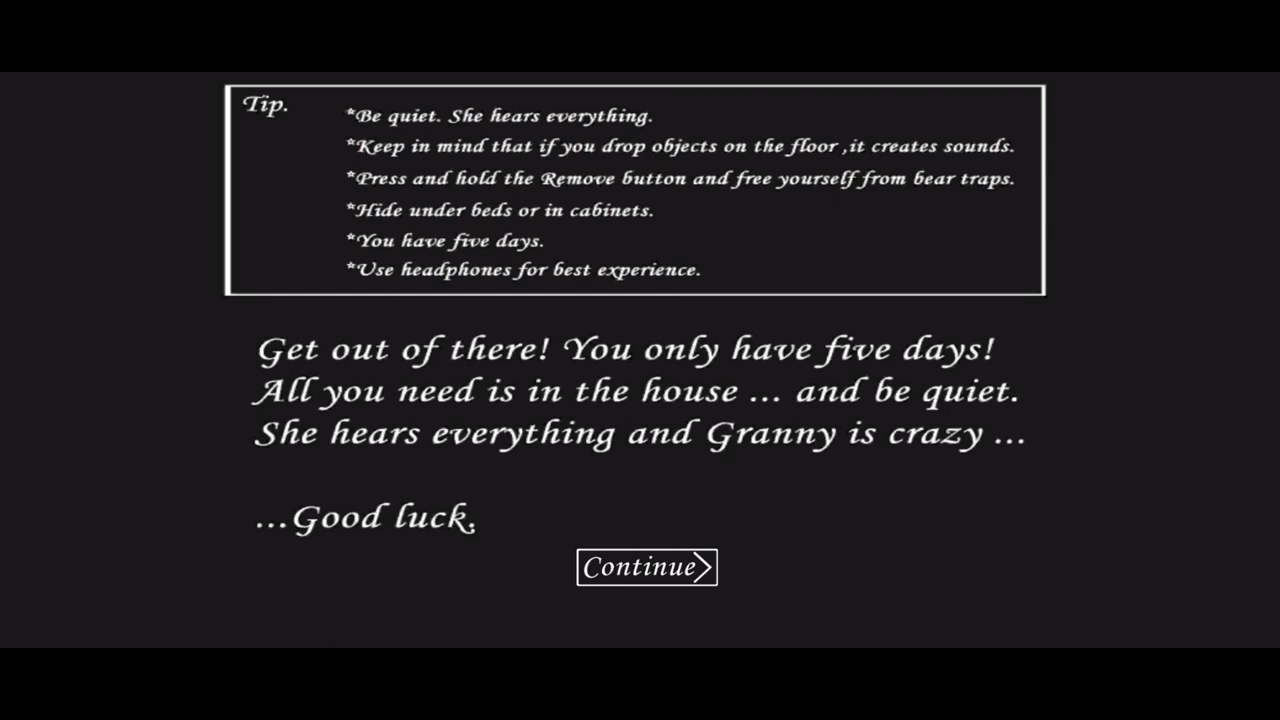 Tip.
*Be quiet. She hears everything.
*Keep in mind that if you drop objects on the floor ,it creates sounds.
*Press and hold the Remove button and free yourself from bear traps.
*Hide under beds or in cabinets.
*You have five days.
*Use headphones for best experience.
Get out of there! You only have five days!
All you need is in the house ... and be quiet.
She hears everything and Granny is crazy ...
...Good luck.
Continue>